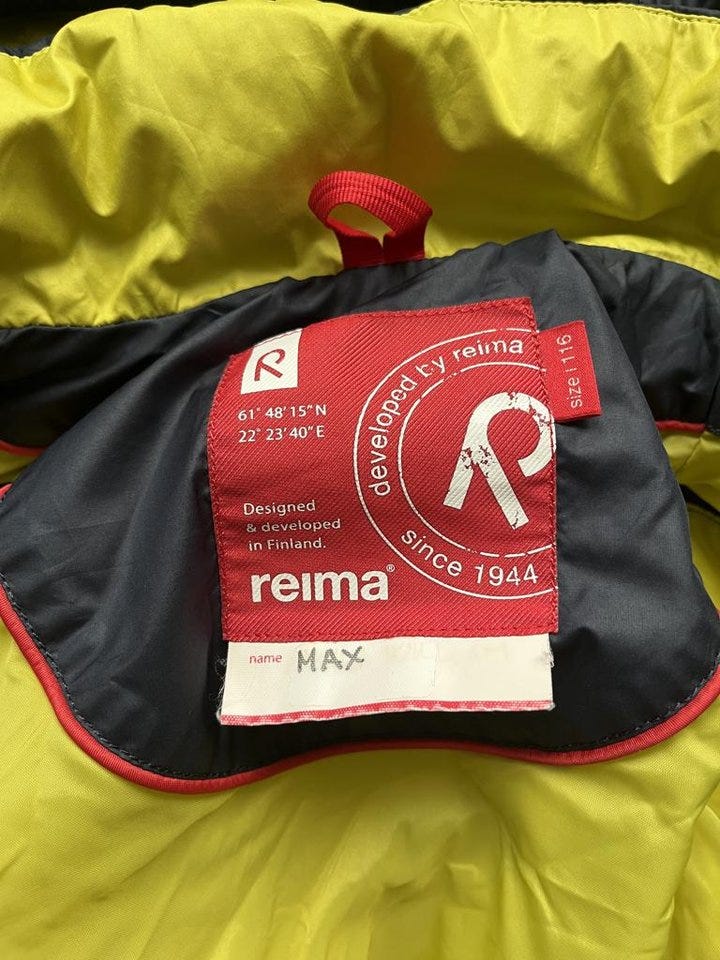 R
61° 48' 15" N
22° 23' 40" E
developed by reima
since 1944
R
size | 116
Designed
& developed
in Finland.
reima®
name MAX